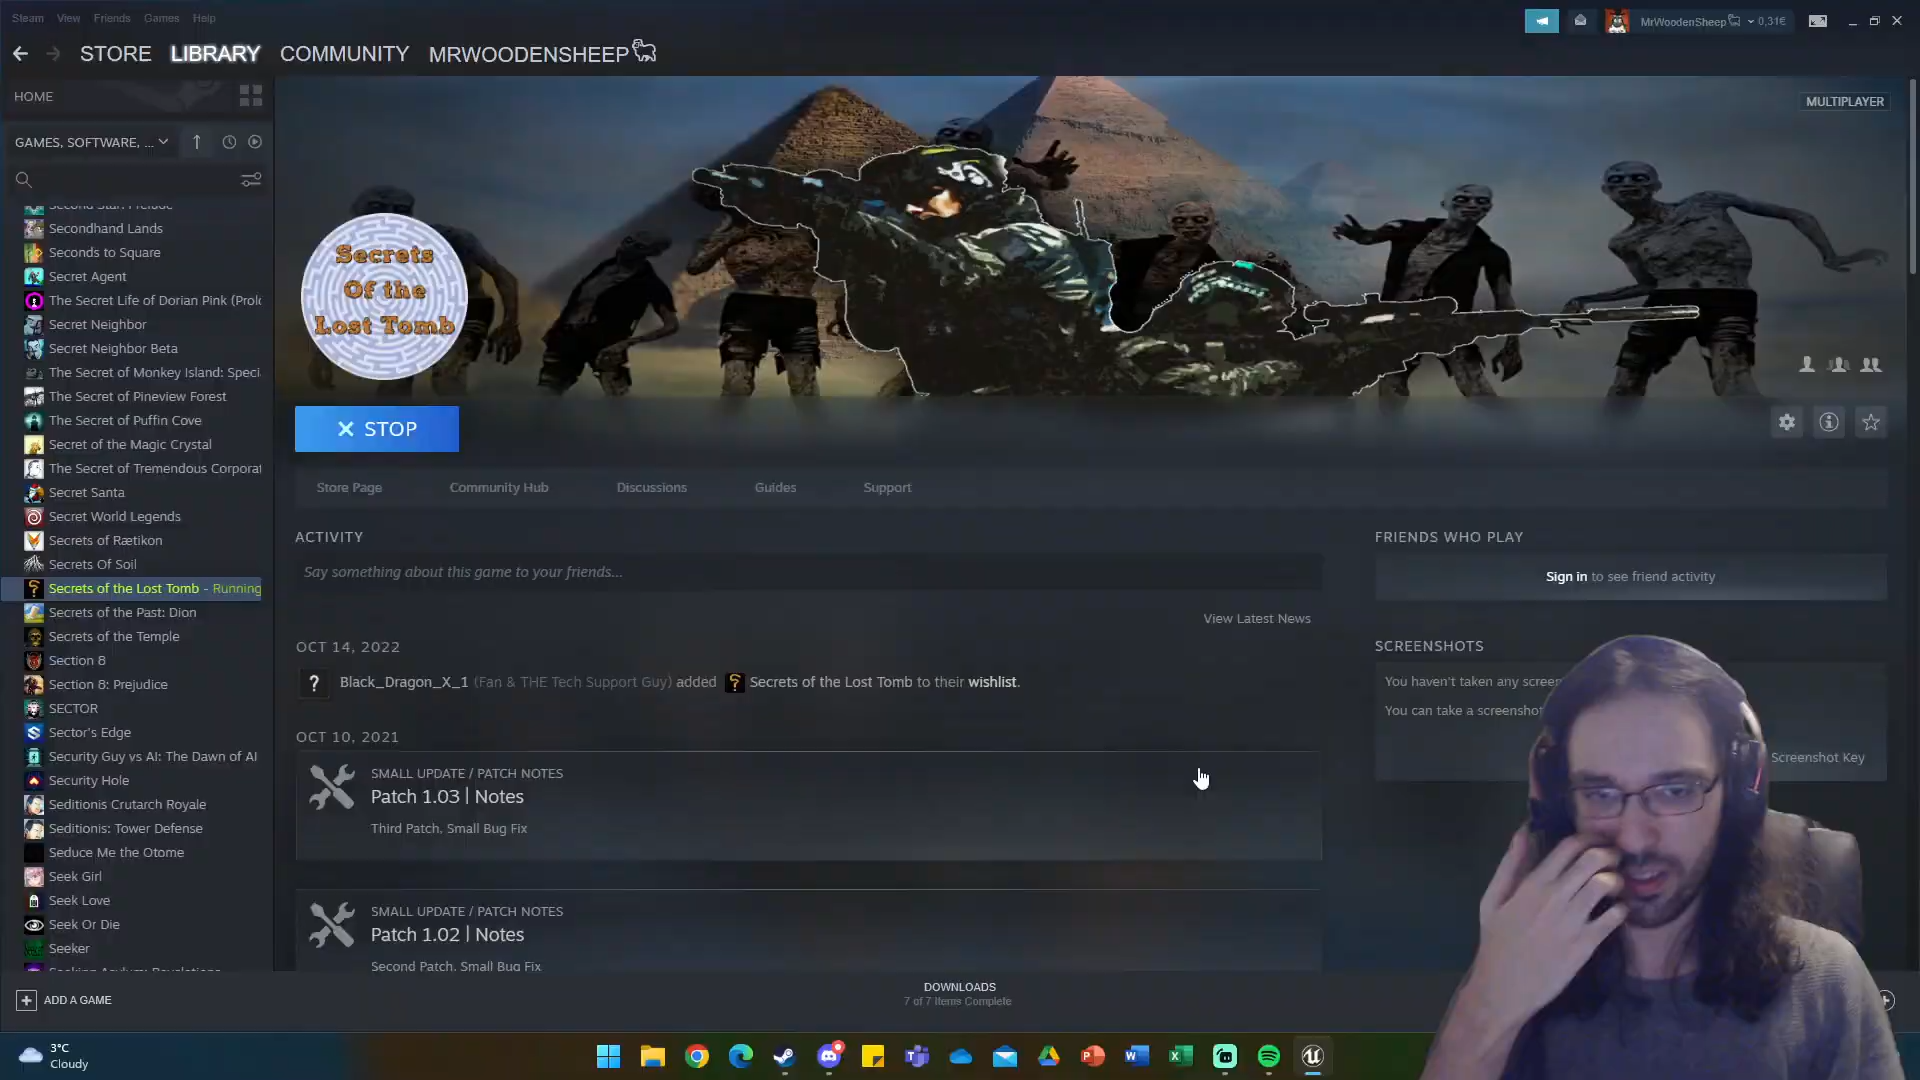 Steam View Friends Games Help
MrWoodenSheep 0,31€
STORE LIBRARY COMMUNITY MRWOODENSHEEP
HOME
MULTIPLAYER
GAMES, SOFTWARE, ...
Secondhand Lands
Seconds to Square
Secret Agent
The Secret Life of Dorian Pink (Prol
Secret Neighbor
Secret Neighbor Beta
The Secret of Monkey Island: Speci
The Secret of Pineview Forest
The Secret of Puffin Cove
Secret of the Magic Crystal
The Secret of Tremendous Corporat
Secret Santa
Secret World Legends
Secrets of Rætikon
Secrets Of Soil
Secrets of the Lost Tomb - Running
Secrets of the Past: Dion
Secrets of the Temple
Section 8
Section 8: Prejudice
SECTOR
Sector's Edge
Security Guy vs AI: The Dawn of AI
Security Hole
Seditionis Crutarch Royale
Seditionis: Tower Defense
Seduce Me the Otome
Seek Girl
Seek Love
Seek Or Die
Seeker
ADD A GAME
Secrets
Of the
Lost Tomb
STOP
Store Page Community Hub Discussions Guides Support
ACTIVITY
Say something about this game to your friends...
View Latest News
OCT 14, 2022
Black_Dragon_X_1 (Fan & THE Tech Support Guy) added Secrets of the Lost Tomb to their wishlist.
OCT 10, 2021
SMALL UPDATE / PATCH NOTES
Patch 1.03 | Notes
Third Patch, Small Bug Fix
SMALL UPDATE / PATCH NOTES
Patch 1.02 | Notes
Second Patch, Small Bug Fix
FRIENDS WHO PLAY
Sign in to see friend activity
SCREENSHOTS
You haven't taken any screen
You can take a screenshot
Screenshot Key
DOWNLOADS
7 of 7 Items Complete
3°C
Cloudy